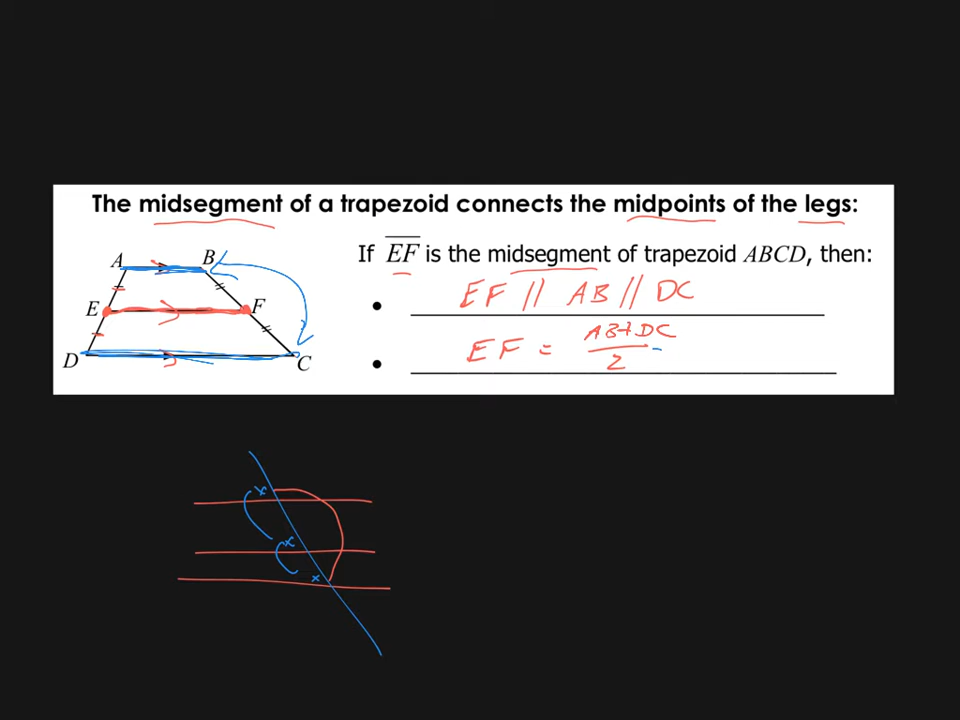 The midsegment of a trapezoid connects the midpoints of the legs:
If EF is the midsegment of trapezoid ABCD, then:
• EF // AB // DC
• EF = AB+DC / 2
A
B
E
F
D
C
x
x
x